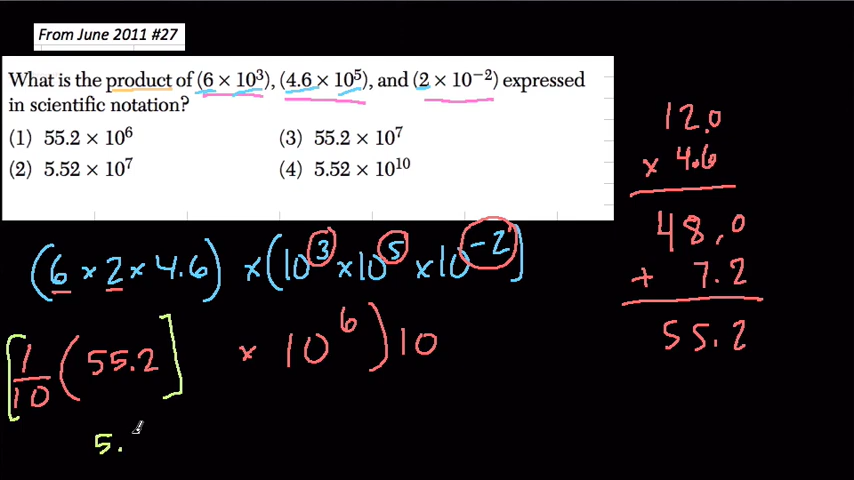 From June 2011 #27
What is the product of (6 × 10³), (4.6 × 10⁵), and (2 × 10⁻²) expressed
in scientific notation?
(1) 55.2 × 10⁶ (3) 55.2 × 10⁷
(2) 5.52 × 10⁷ (4) 5.52 × 10¹⁰
12.0
x 4.6
48.0
+ 7.2
55.2
(6 × 2 × 4.6) × (10³ × 10⁵ × 10⁻²)
[1/10 (55.2] × 10⁶) 10
5.